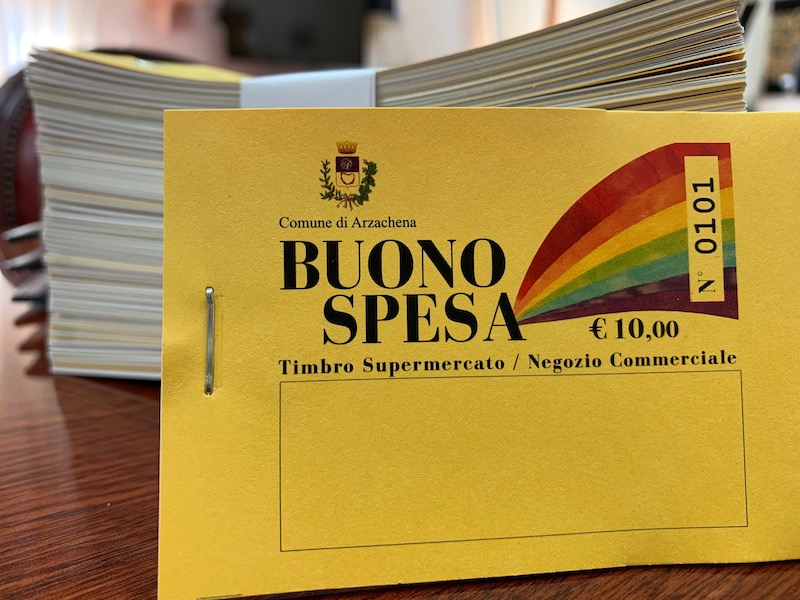 Comune di Arzachena
BUONO
SPESA
N° 0101
€ 10,00
Timbro Supermercato / Negozio Commerciale